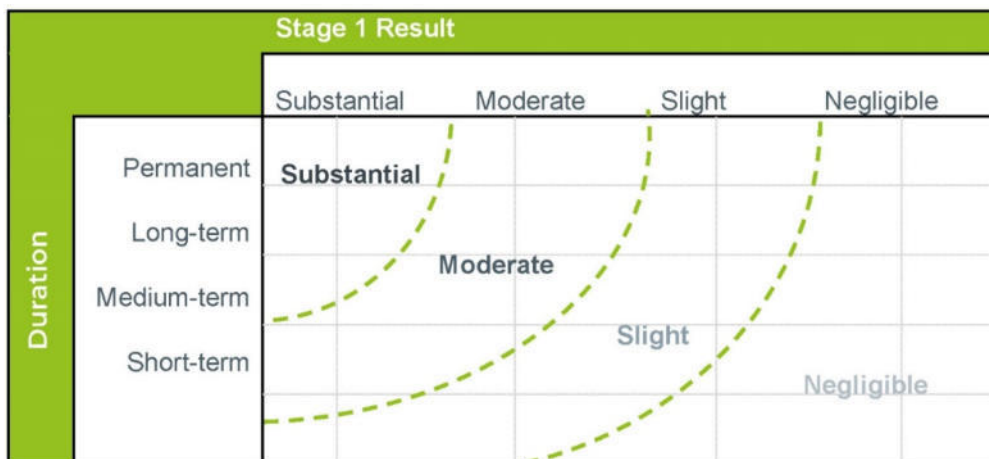 Stage 1 Result
Substantial Moderate Slight Negligible
Duration
Permanent
Substantial
Long-term
Moderate
Medium-term
Slight
Short-term
Negligible